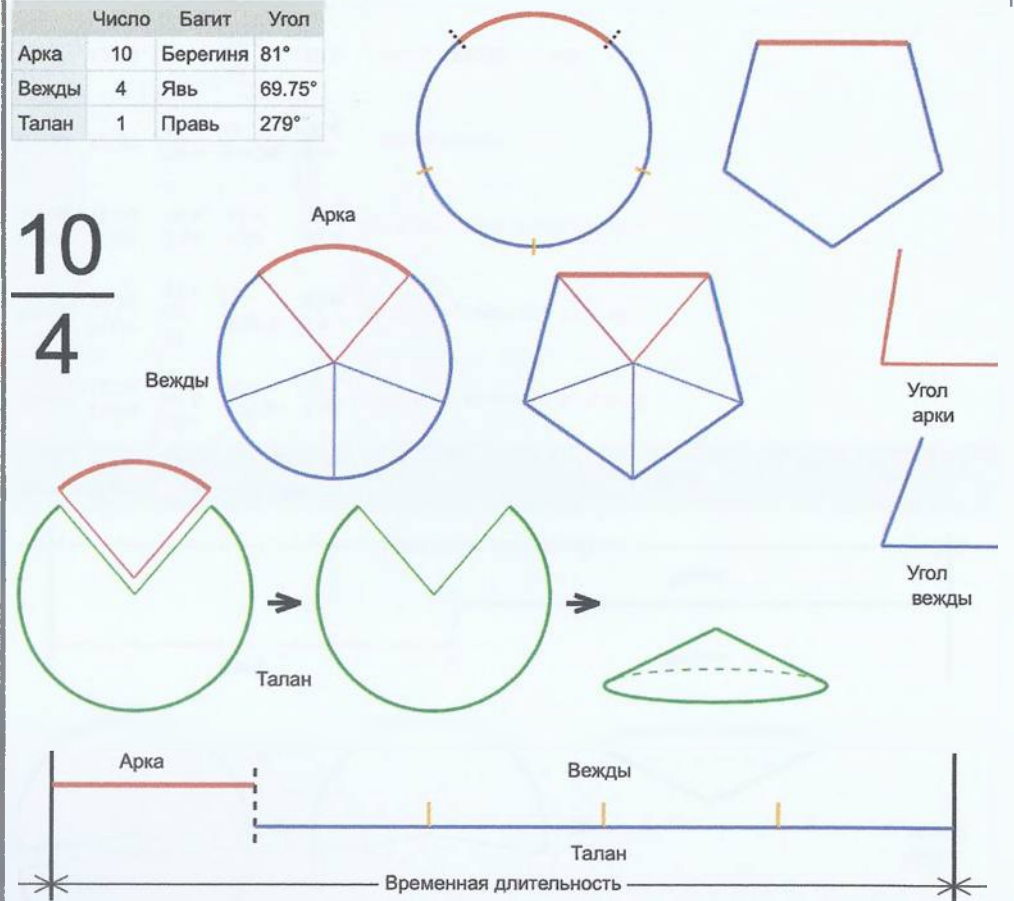 Число Багит Угол
Арка 10 Берегиня 81°
Вежды 4 Явь 69.75°
Талан 1 Правь 279°
10
4
Арка
Вежды
Угол
арки
Угол
вежды
Талан
Арка
Вежды
Талан
Временная длительность